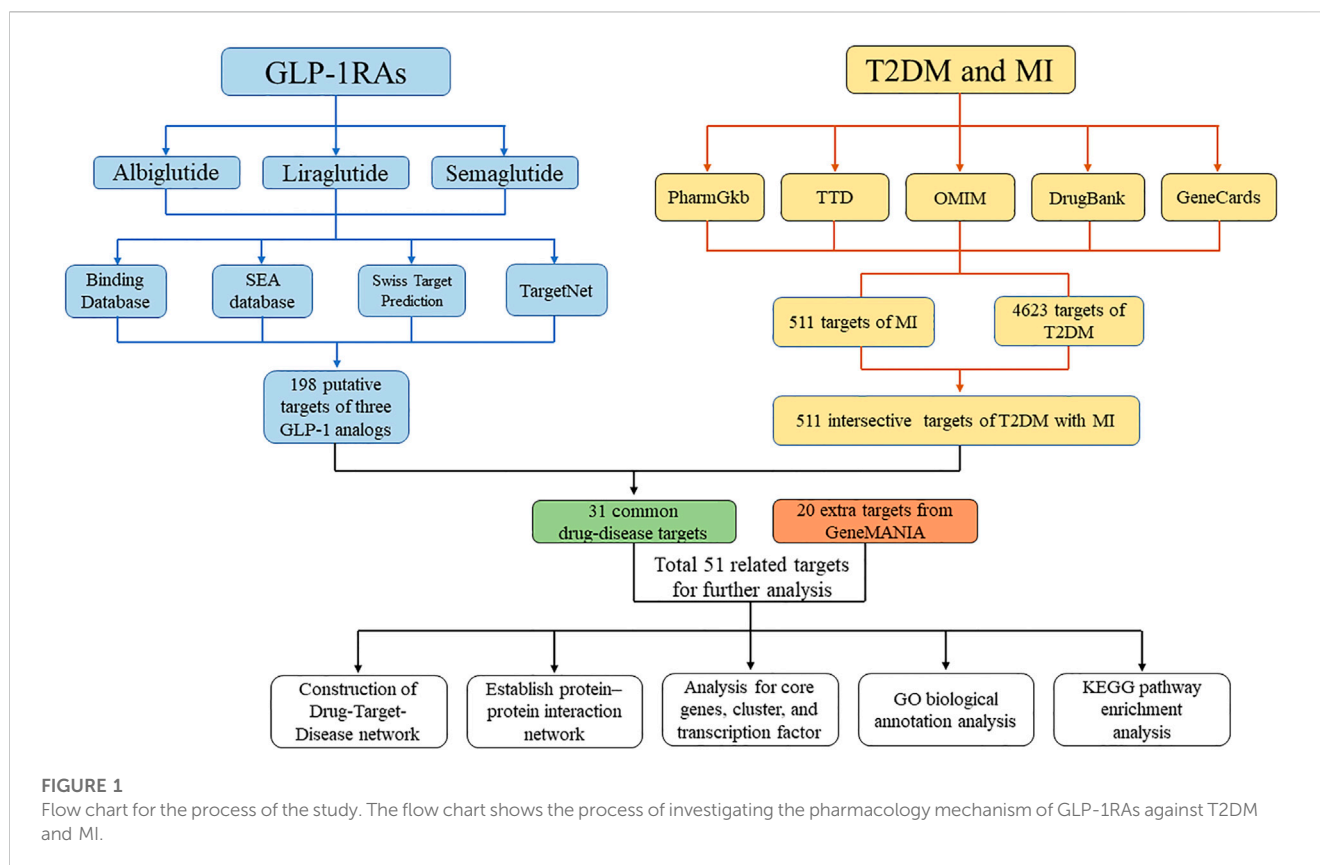 GLP-1RAs
T2DM and MI
Albiglutide
Liraglutide
Semaglutide
PharmGkb
TTD
OMIM
DrugBank
GeneCards
Binding
Database
SEA
database
Swiss Target
Prediction
TargetNet
511 targets of MI
4623 targets of
T2DM
198 putative
targets of three
GLP-1 analogs
511 intersective targets of T2DM with MI
31 common
drug-disease targets
20 extra targets from
GeneMANIA
Total 51 related targets
for further analysis
Construction of
Drug-Target-
Disease network
Establish protein–
protein interaction
network
Analysis for core
genes, cluster, and
transcription factor
GO biological
annotation analysis
KEGG pathway
enrichment
analysis
FIGURE 1
Flow chart for the process of the study. The flow chart shows the process of investigating the pharmacology mechanism of GLP-1RAs against T2DM
and MI.